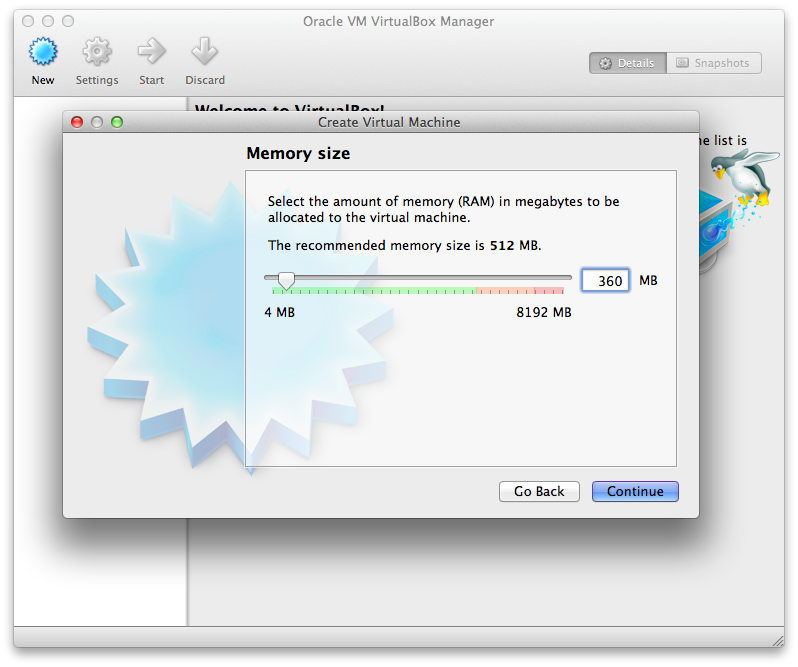 Oracle VM VirtualBox Manager
New
Settings
Start
Discard
Details
Snapshots
Welcome to VirtualBox!
list is
Create Virtual Machine
Memory size
Select the amount of memory (RAM) in megabytes to be
allocated to the virtual machine.
The recommended memory size is 512 MB.
360 MB
4 MB
8192 MB
Go Back
Continue